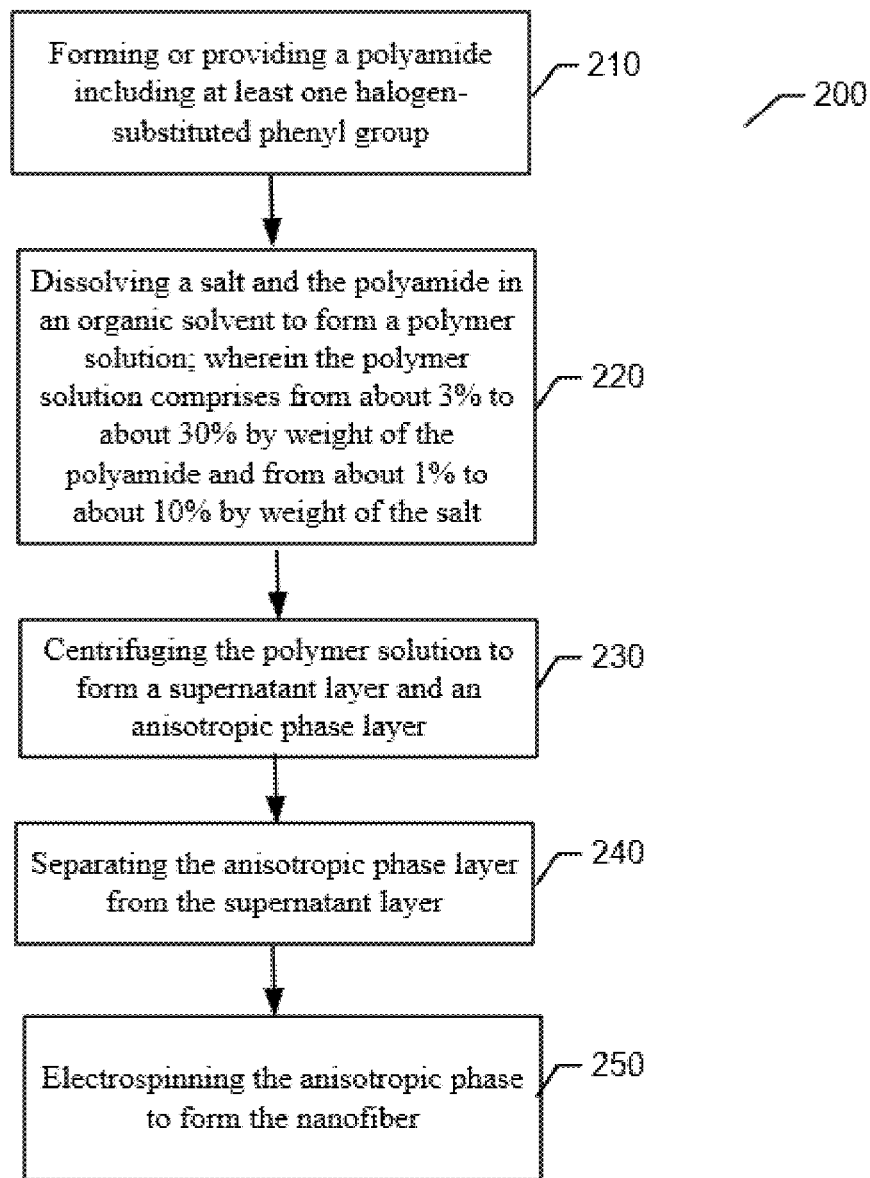 Forming or providing a polyamide
including at least one halogen-
substituted phenyl group
210
200
Dissolving a salt and the polyamide in
an organic solvent to form a polymer
solution; wherein the polymer
solution comprises from about 3% to
about 30% by weight of the
polyamide and from about 1% to
about 10% by weight of the salt
220
Centrifuging the polymer solution to
form a supernatant layer and an
anisotropic phase layer
230
Separating the anisotropic phase layer
from the supernatant layer
240
Electrospinning the anisotropic phase
to form the nanofiber
250